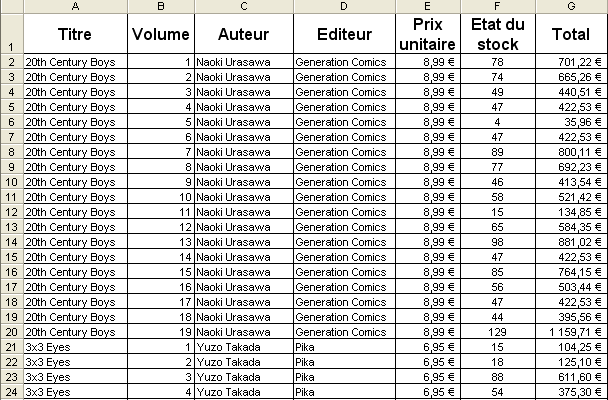 A B C D E F G
1 Titre Volume Auteur Editeur Prix unitaire Etat du stock Total
2 20th Century Boys 1 Naoki Urasawa Generation Comics 8,99 € 78 701,22 €
3 20th Century Boys 2 Naoki Urasawa Generation Comics 8,99 € 74 665,26 €
4 20th Century Boys 3 Naoki Urasawa Generation Comics 8,99 € 49 440,51 €
5 20th Century Boys 4 Naoki Urasawa Generation Comics 8,99 € 47 422,53 €
6 20th Century Boys 5 Naoki Urasawa Generation Comics 8,99 € 4 35,96 €
7 20th Century Boys 6 Naoki Urasawa Generation Comics 8,99 € 47 422,53 €
8 20th Century Boys 7 Naoki Urasawa Generation Comics 8,99 € 89 800,11 €
9 20th Century Boys 8 Naoki Urasawa Generation Comics 8,99 € 77 692,23 €
10 20th Century Boys 9 Naoki Urasawa Generation Comics 8,99 € 46 413,54 €
11 20th Century Boys 10 Naoki Urasawa Generation Comics 8,99 € 58 521,42 €
12 20th Century Boys 11 Naoki Urasawa Generation Comics 8,99 € 15 134,85 €
13 20th Century Boys 12 Naoki Urasawa Generation Comics 8,99 € 65 584,35 €
14 20th Century Boys 13 Naoki Urasawa Generation Comics 8,99 € 98 881,02 €
15 20th Century Boys 14 Naoki Urasawa Generation Comics 8,99 € 47 422,53 €
16 20th Century Boys 15 Naoki Urasawa Generation Comics 8,99 € 85 764,15 €
17 20th Century Boys 16 Naoki Urasawa Generation Comics 8,99 € 56 503,44 €
18 20th Century Boys 17 Naoki Urasawa Generation Comics 8,99 € 47 422,53 €
19 20th Century Boys 18 Naoki Urasawa Generation Comics 8,99 € 44 395,56 €
20 20th Century Boys 19 Naoki Urasawa Generation Comics 8,99 € 129 1 159,71 €
21 3x3 Eyes 1 Yuzo Takada Pika 6,95 € 15 104,25 €
22 3x3 Eyes 2 Yuzo Takada Pika 6,95 € 18 125,10 €
23 3x3 Eyes 3 Yuzo Takada Pika 6,95 € 88 611,60 €
24 3x3 Eyes 4 Yuzo Takada Pika 6,95 € 54 375,30 €